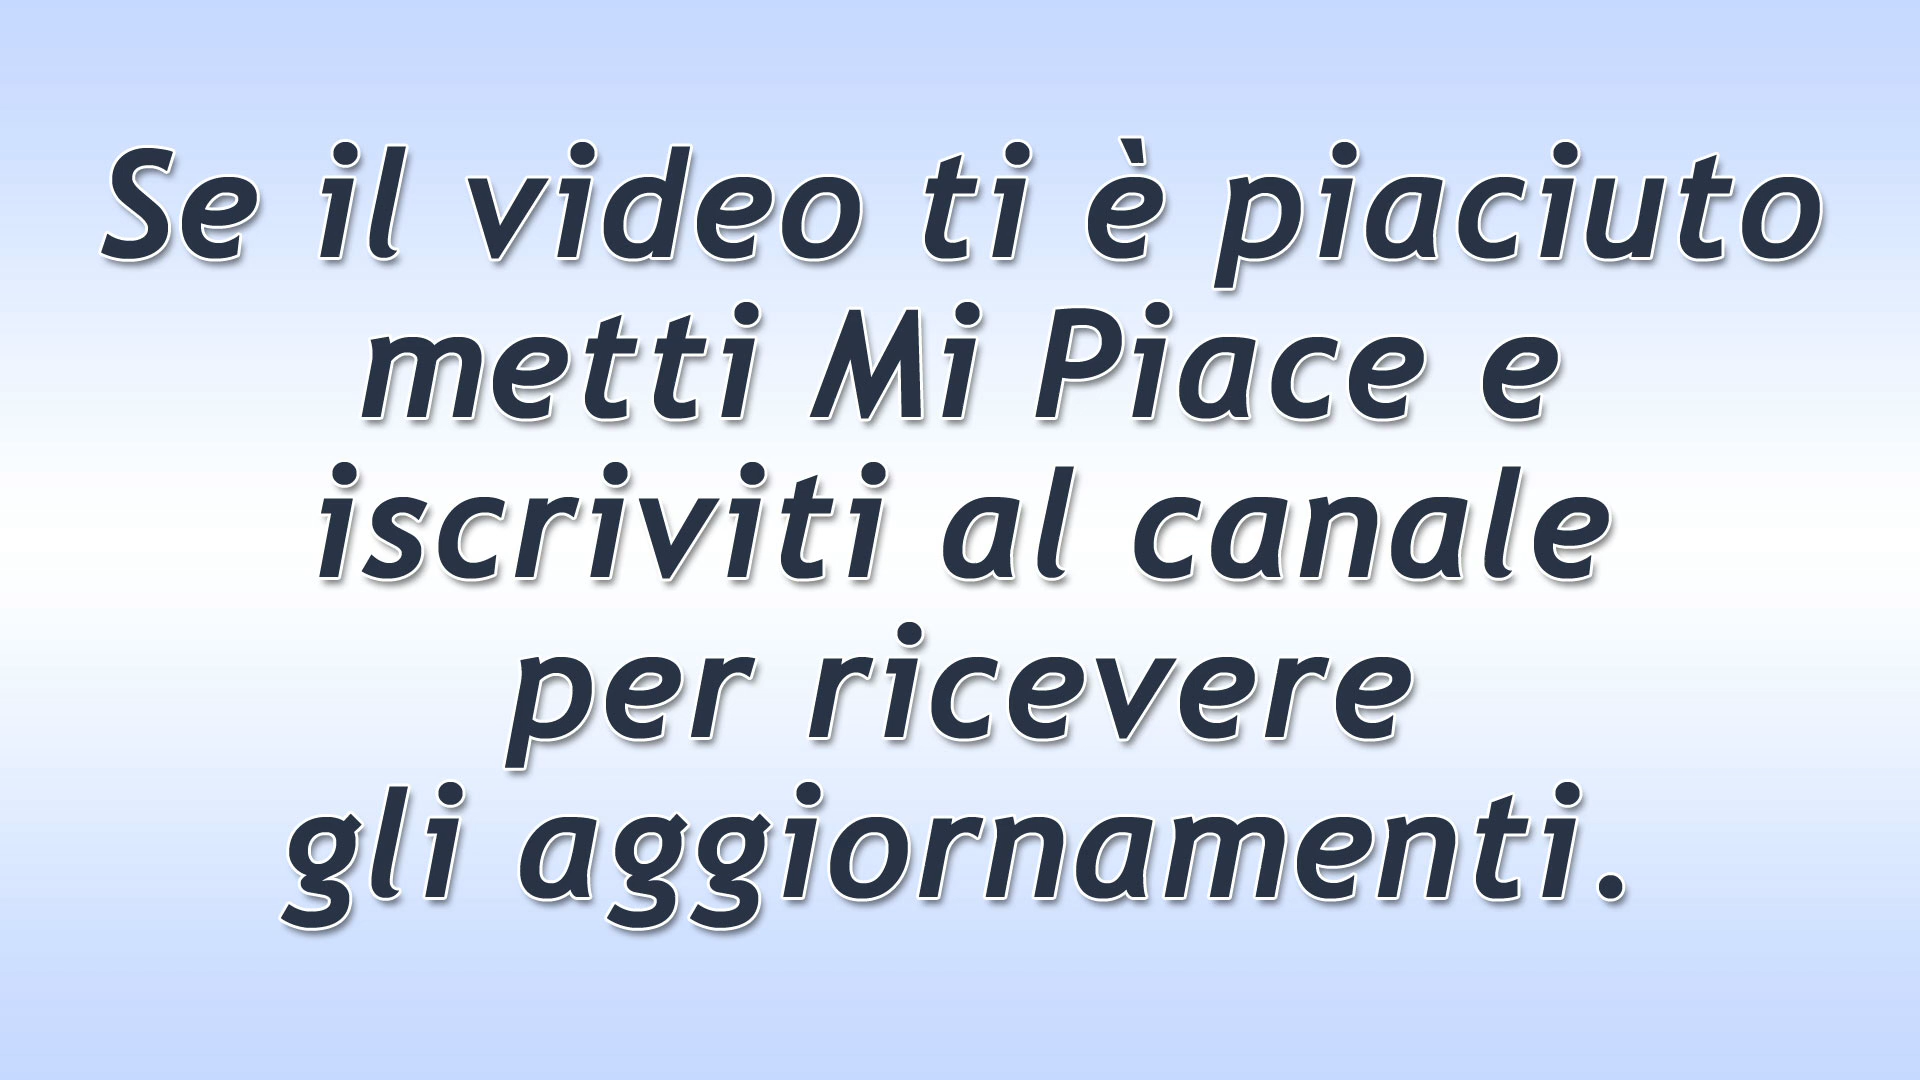 Se il video ti è piaciuto
metti Mi Piace e
iscriviti al canale
per ricevere
gli aggiornamenti.